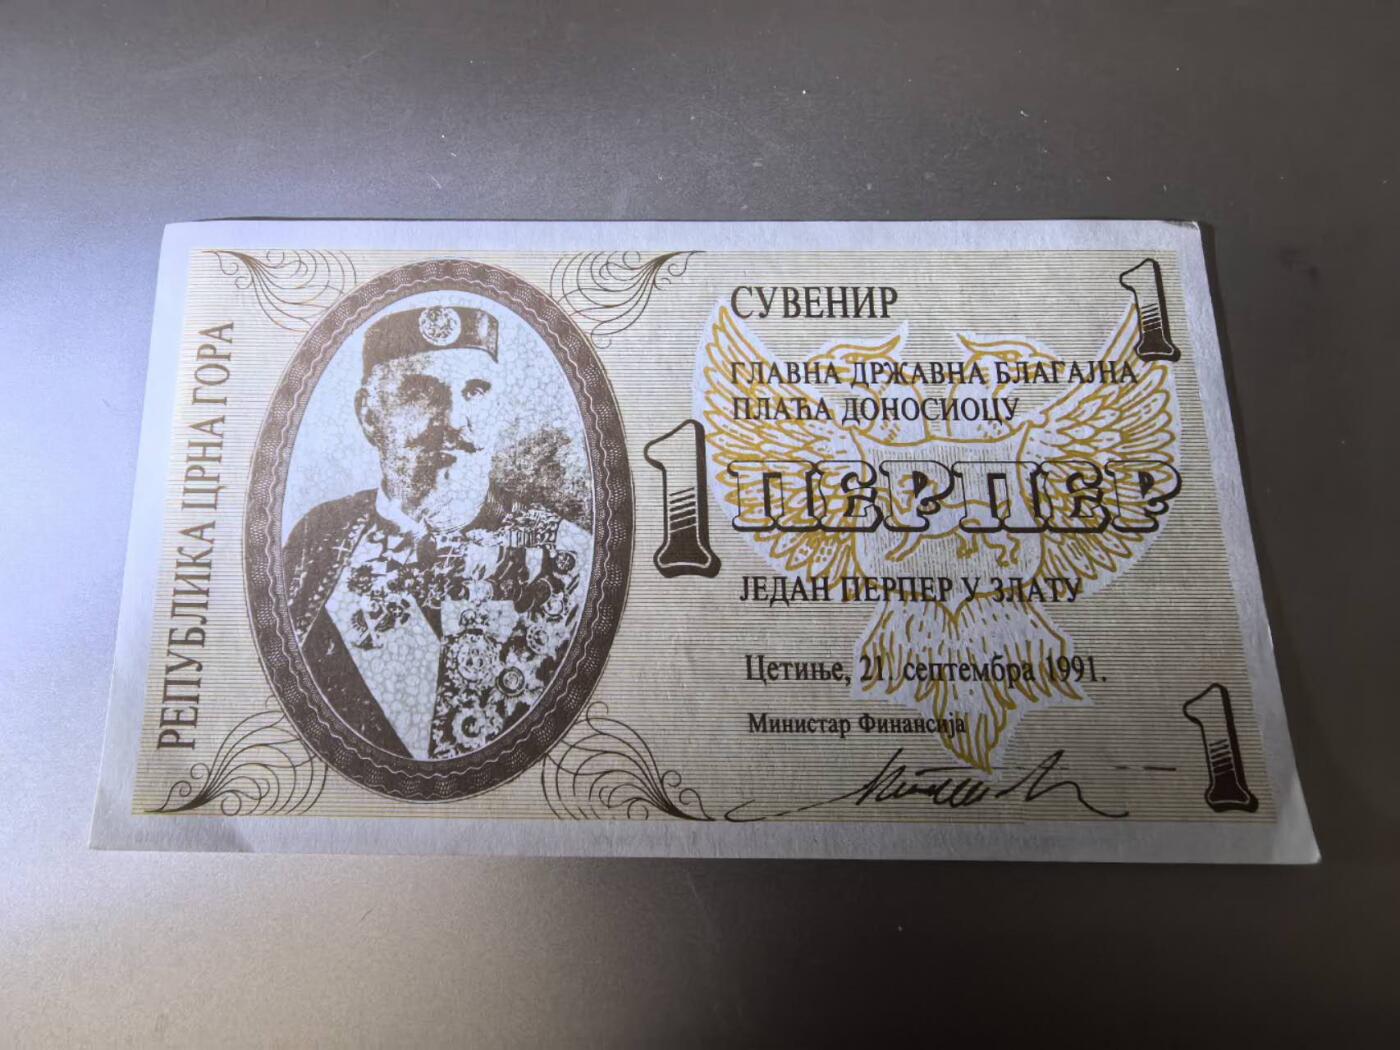 РЕПУБЛИКА ЦРНА ГОРА
СУВЕНИР
1
ГЛАВНА ДРЖАВНА БЛАГАЈНА
ПЛАЋА ДОНОСИОЦУ
1 ПЕРПЕР
ЈЕДАН ПЕРПЕР У ЗЛАТУ
Цетиње, 21. септембра 1991.
Министар Финансија
1